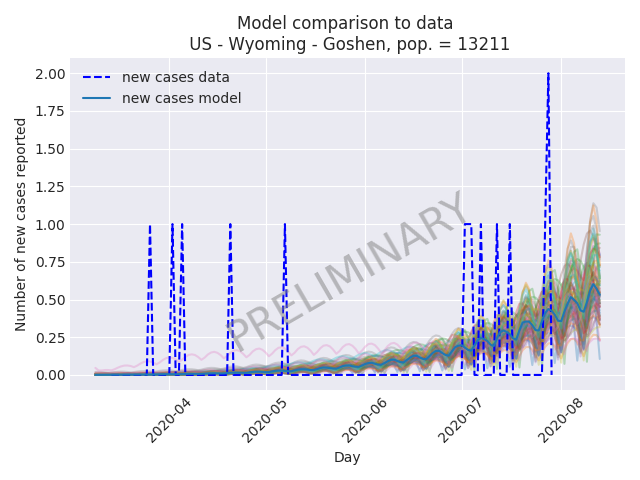 Model comparison to data
US - Wyoming - Goshen, pop. = 13211
new cases data
new cases model
2.00
1.75
1.50
1.25
1.00
0.75
0.50
0.25
0.00
Number of new cases reported
PRELIMINARY
2020-04
2020-05
2020-06
2020-07
2020-08
Day